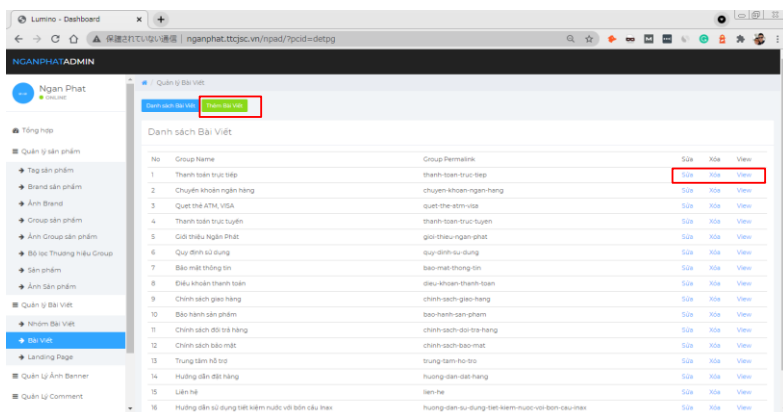 Lumino - Dashboard
保護されていない通信 | nganphat.ttcjsc.vn/npad/?pcid=detpg
NGANPHATADMIN
Ngan Phat
ONLINE
Tổng hợp
Quản lý sản phẩm
Tag sản phẩm
Brand sản phẩm
Ảnh Brand
Group sản phẩm
Ảnh Group sản phẩm
Bộ lọc Thương hiệu Group
Sản phẩm
Ảnh Sản phẩm
Quản lý Bài Viết
Nhóm Bài Viết
Bài Viết
Landing Page
Quản Lý Ảnh Banner
Quản Lý Comment
/ Quản lý Bài Viết
Danh sách Bài Viết Thêm Bài Viết
Danh sách Bài Viết
No Group Name Group Permalink Sửa Xóa View
1 Thanh toán trực tiếp thanh-toan-truc-tiep Sửa Xóa View
2 Chuyển khoản ngân hàng chuyen-khoan-ngan-hang Sửa Xóa View
3 Quẹt thẻ ATM, VISA quet-the-atm-visa Sửa Xóa View
4 Thanh toán trực tuyến thanh-toan-truc-tuyen Sửa Xóa View
5 Giới thiệu Ngân Phát gioi-thieu-ngan-phat Sửa Xóa View
6 Quy định sử dụng quy-dinh-su-dung Sửa Xóa View
7 Bảo mật thông tin bao-mat-thong-tin Sửa Xóa View
8 Điều khoản thanh toán dieu-khoan-thanh-toan Sửa Xóa View
9 Chính sách giao hàng chinh-sach-giao-hang Sửa Xóa View
10 Bảo hành sản phẩm bao-hanh-san-pham Sửa Xóa View
11 Chính sách đổi trả hàng chinh-sach-doi-tra-hang Sửa Xóa View
12 Chính sách bảo mật chinh-sach-bao-mat Sửa Xóa View
13 Trung tâm hỗ trợ trung-tam-ho-tro Sửa Xóa View
14 Hướng dẫn đặt hàng huong-dan-dat-hang Sửa Xóa View
15 Liên hệ lien-he Sửa Xóa View
16 Hướng dẫn sử dụng tiết kiệm nước với bồn cầu Inax huong-dan-su-dung-tiet-kiem-nuoc-voi-bon-cau-inax Sửa Xóa View